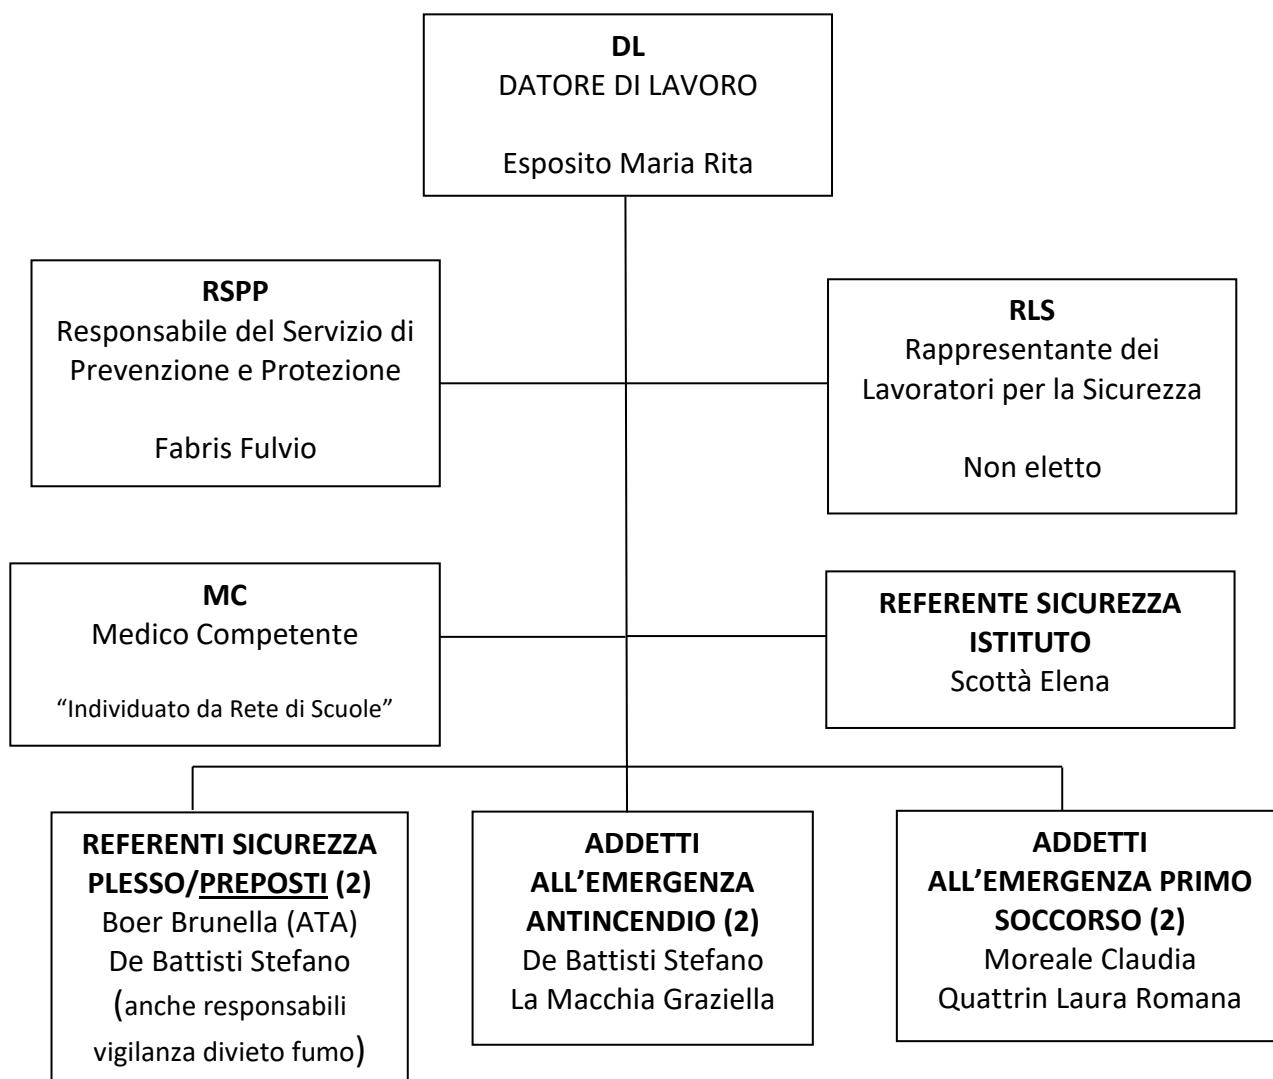 DL
DATORE DI LAVORO
Esposito Maria Rita
RSPP
Responsabile del Servizio di
Prevenzione e Protezione
Fabris Fulvio
RLS
Rappresentante dei
Lavoratori per la Sicurezza
Non eletto
MC
Medico Competente
“Individuato da Rete di Scuole”
REFERENTE SICUREZZA
ISTITUTO
Scottà Elena
REFERENTI SICUREZZA
PLESSO/PREPOSTI (2)
Boer Brunella (ATA)
De Battisti Stefano
(anche responsabili
vigilanza divieto fumo)
ADDETTI
ALL’EMERGENZA
ANTINCENDIO (2)
De Battisti Stefano
La Macchia Graziella
ADDETTI
ALL’EMERGENZA PRIMO
SOCCORSO (2)
Moreale Claudia
Quattrin Laura Romana